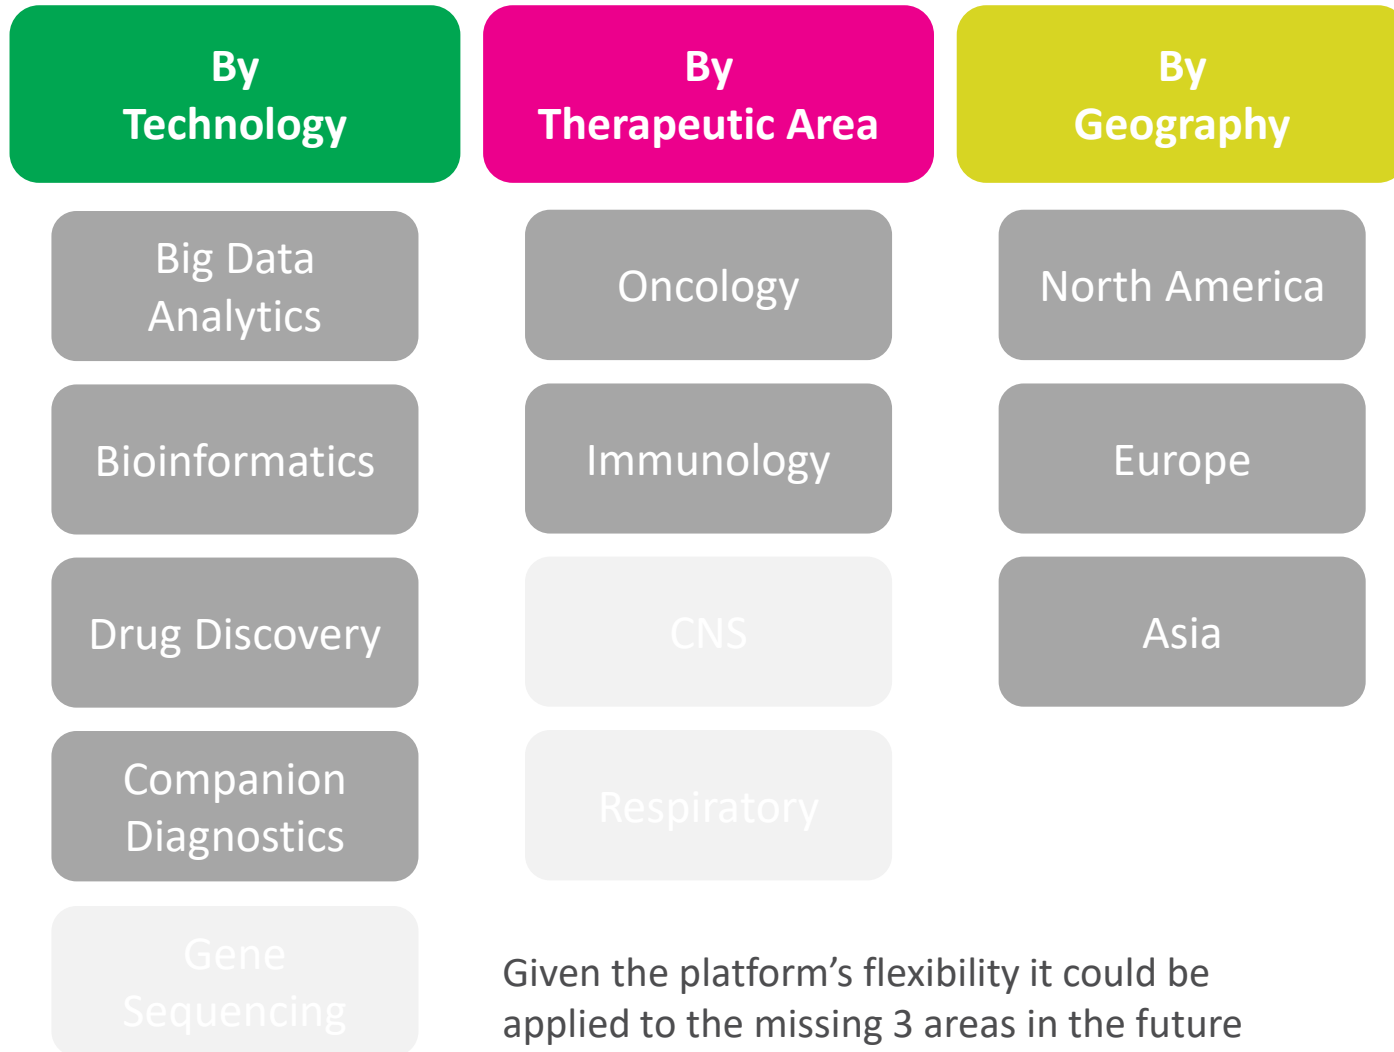 By
Technology
By
Therapeutic Area
By
Geography
Big Data
Analytics
Oncology
North America
Bioinformatics
Immunology
Europe
Drug Discovery
CNS
Asia
Companion
Diagnostics
Respiratory
Gene
Sequencing
Given the platform’s flexibility it could be
applied to the missing 3 areas in the future